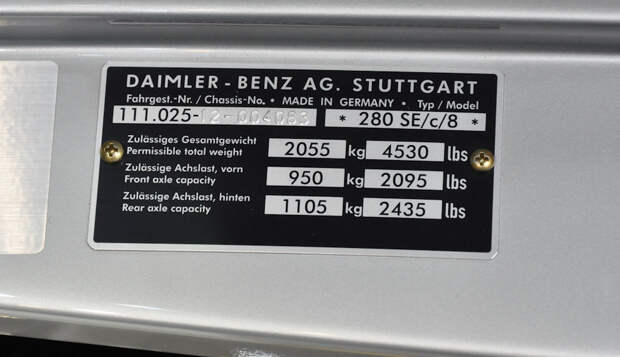 DAIMLER-BENZ AG. STUTTGART
Fahrgest.-Nr. / Chassis-No. • MADE IN GERMANY • Typ / Model
111.025-12-004083 * 280 SE/c/8 *
Zulässiges Gesamtgewicht
Permissible total weight 2055 kg 4530 lbs
Zulässige Achslast, vorn
Front axle capacity 950 kg 2095 lbs
Zulässige Achslast, hinten
Rear axle capacity 1105 kg 2435 lbs